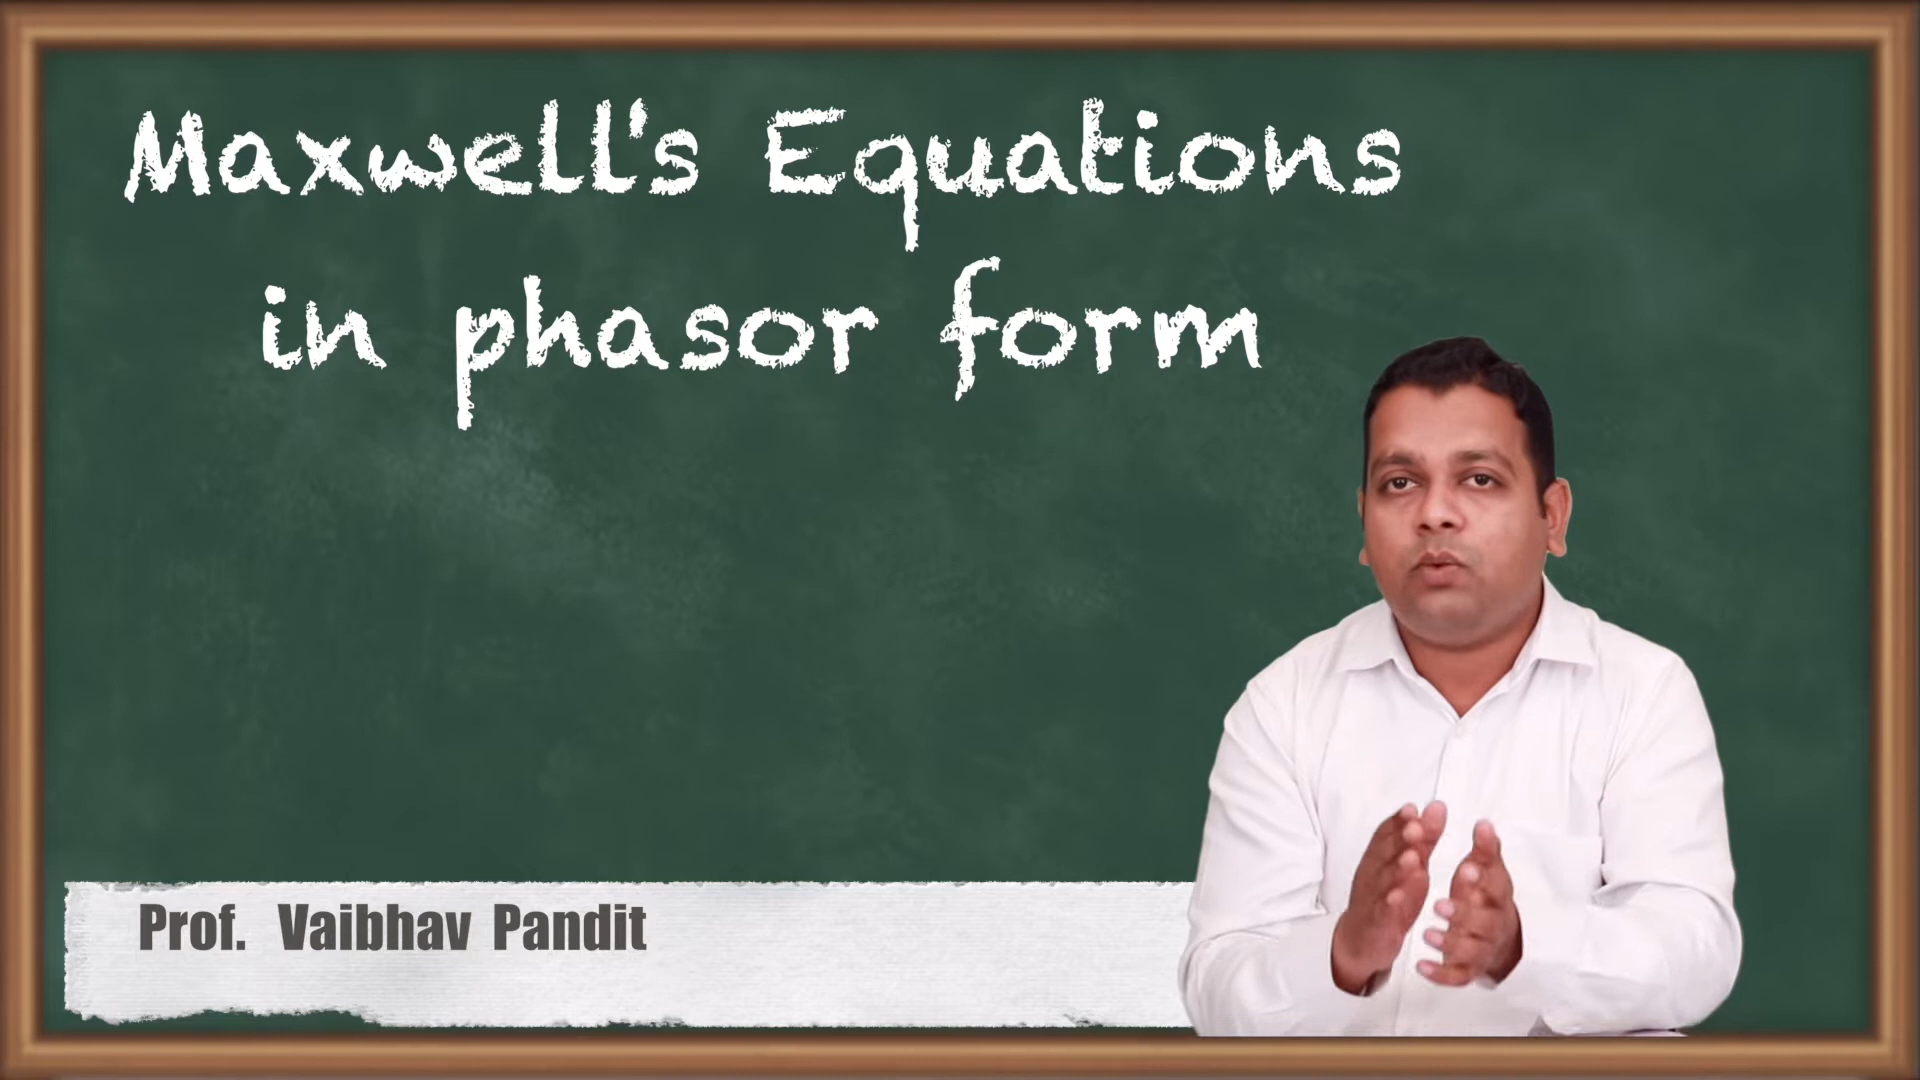 Maxwell's Equations
in phasor form
Prof. Vaibhav Pandit